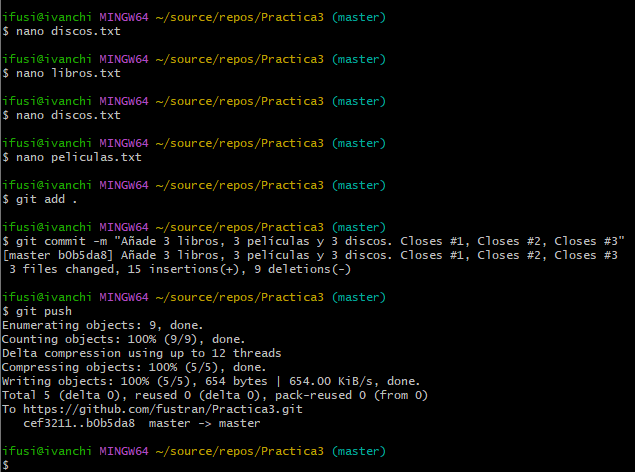 ifusi@ivanchi MINGW64 ~/source/repos/Practica3 (master)
$ nano discos.txt
ifusi@ivanchi MINGW64 ~/source/repos/Practica3 (master)
$ nano libros.txt
ifusi@ivanchi MINGW64 ~/source/repos/Practica3 (master)
$ nano discos.txt
ifusi@ivanchi MINGW64 ~/source/repos/Practica3 (master)
$ nano peliculas.txt
ifusi@ivanchi MINGW64 ~/source/repos/Practica3 (master)
$ git add .
ifusi@ivanchi MINGW64 ~/source/repos/Practica3 (master)
$ git commit -m "Añade 3 libros, 3 películas y 3 discos. Closes #1, Closes #2, Closes #3"
[master b0b5da8] Añade 3 libros, 3 películas y 3 discos. Closes #1, Closes #2, Closes #3
 3 files changed, 15 insertions(+), 9 deletions(-)
ifusi@ivanchi MINGW64 ~/source/repos/Practica3 (master)
$ git push
Enumerating objects: 9, done.
Counting objects: 100% (9/9), done.
Delta compression using up to 12 threads
Compressing objects: 100% (5/5), done.
Writing objects: 100% (5/5), 654 bytes | 654.00 KiB/s, done.
Total 5 (delta 0), reused 0 (delta 0), pack-reused 0 (from 0)
To https://github.com/fustran/Practica3.git
   cef3211..b0b5da8  master -> master
ifusi@ivanchi MINGW64 ~/source/repos/Practica3 (master)
$